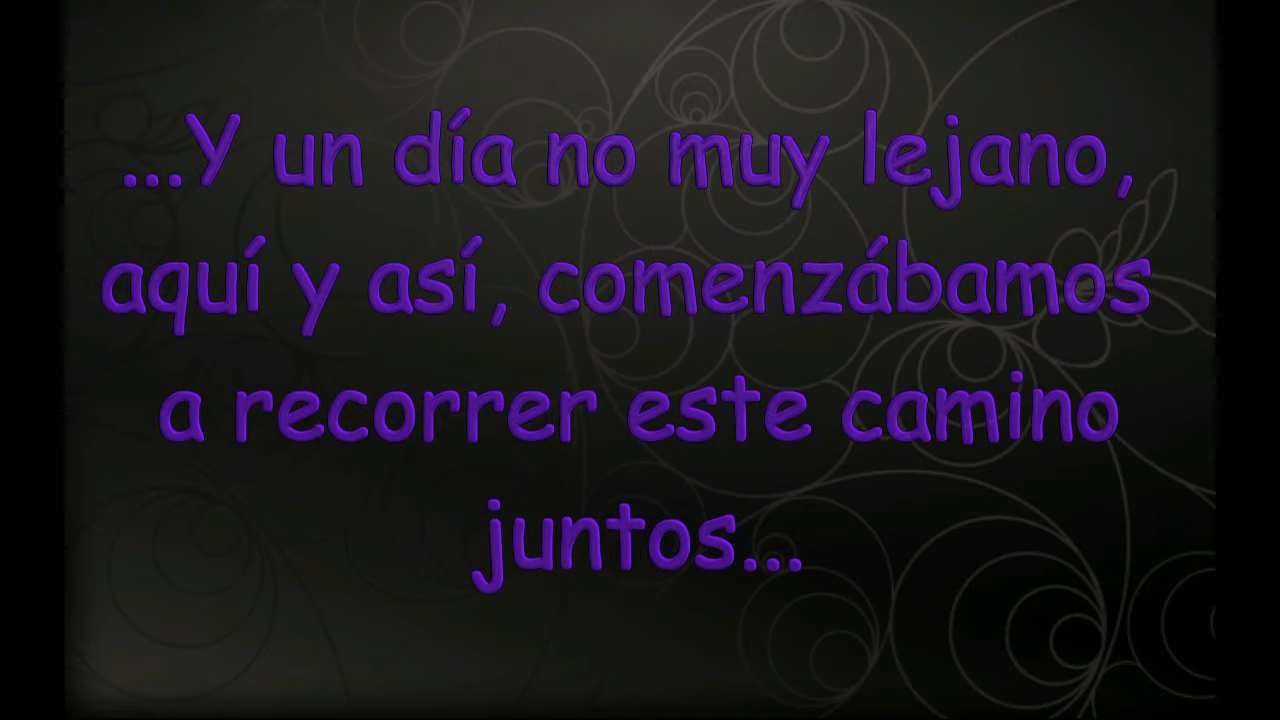 ...Y un día no muy lejano,
aquí y así, comenzábamos
a recorrer este camino
juntos...